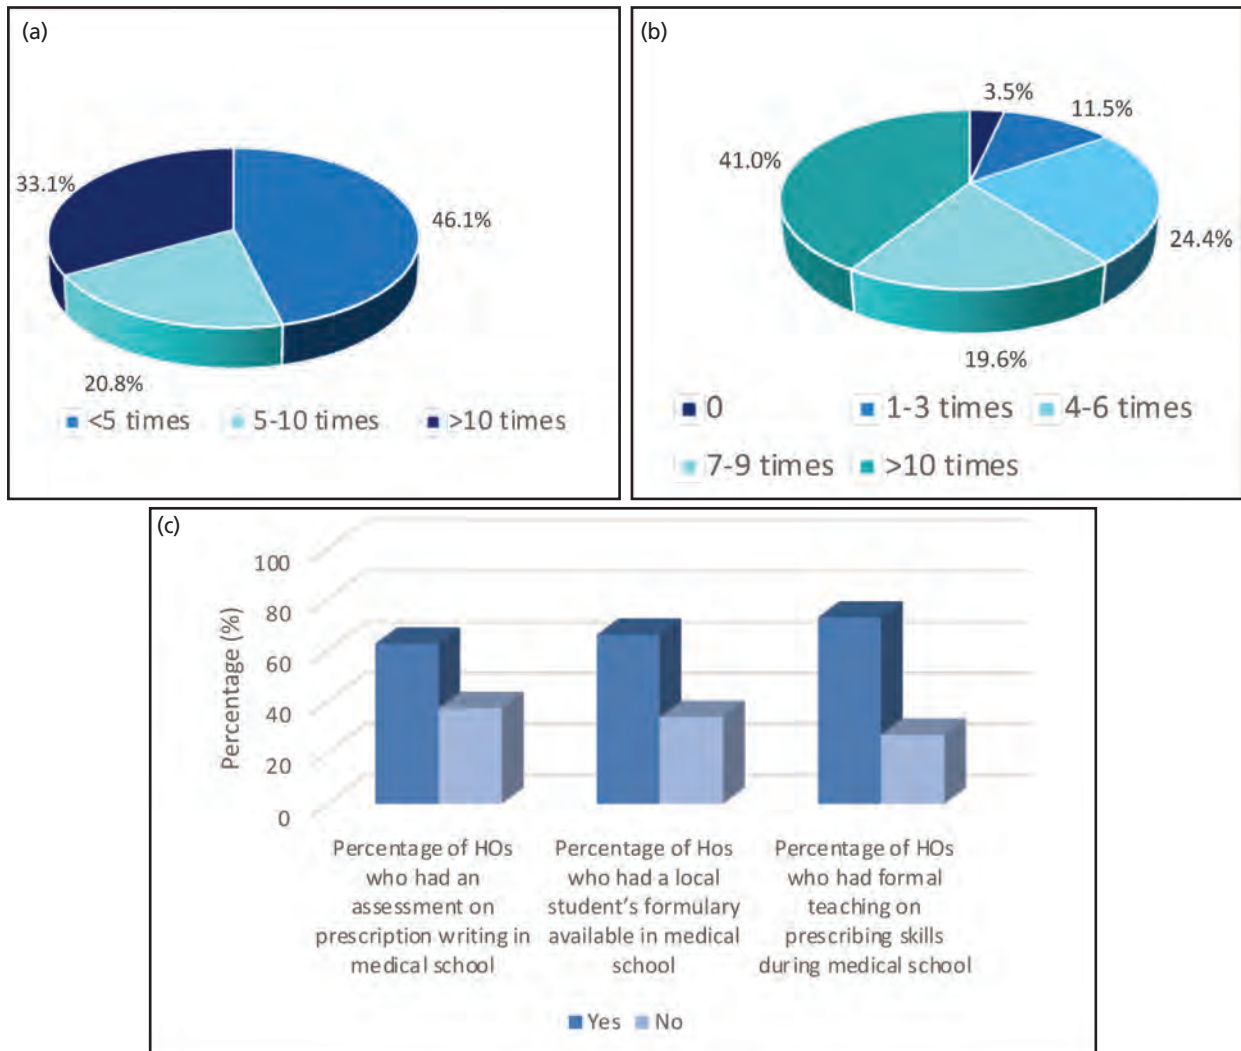 (a)
33.1%
46.1%
20.8%
<5 times 5-10 times >10 times
(b)
3.5%
11.5%
41.0%
24.4%
19.6%
0 1-3 times 4-6 times
7-9 times >10 times
(c)
Percentage (%)
100
80
60
40
20
0
Percentage of HOs
who had an
assessment on
prescription writing in
medical school
Percentage of Hos
who had a local
student's formulary
available in medical
school
Percentage of HOs
who had formal
teaching on
prescribing skills
during medical school
Yes No